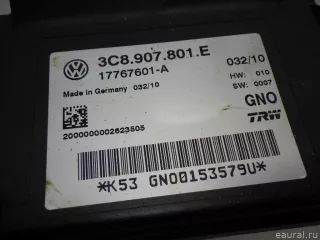 3C8.907.801.E
032/10
17767601-A
HW: 010
Made in Germany 032/10
SW: 0007
GNO
2000000002623505
TRW
*K53 GNO0153579U*
© eaural.ru